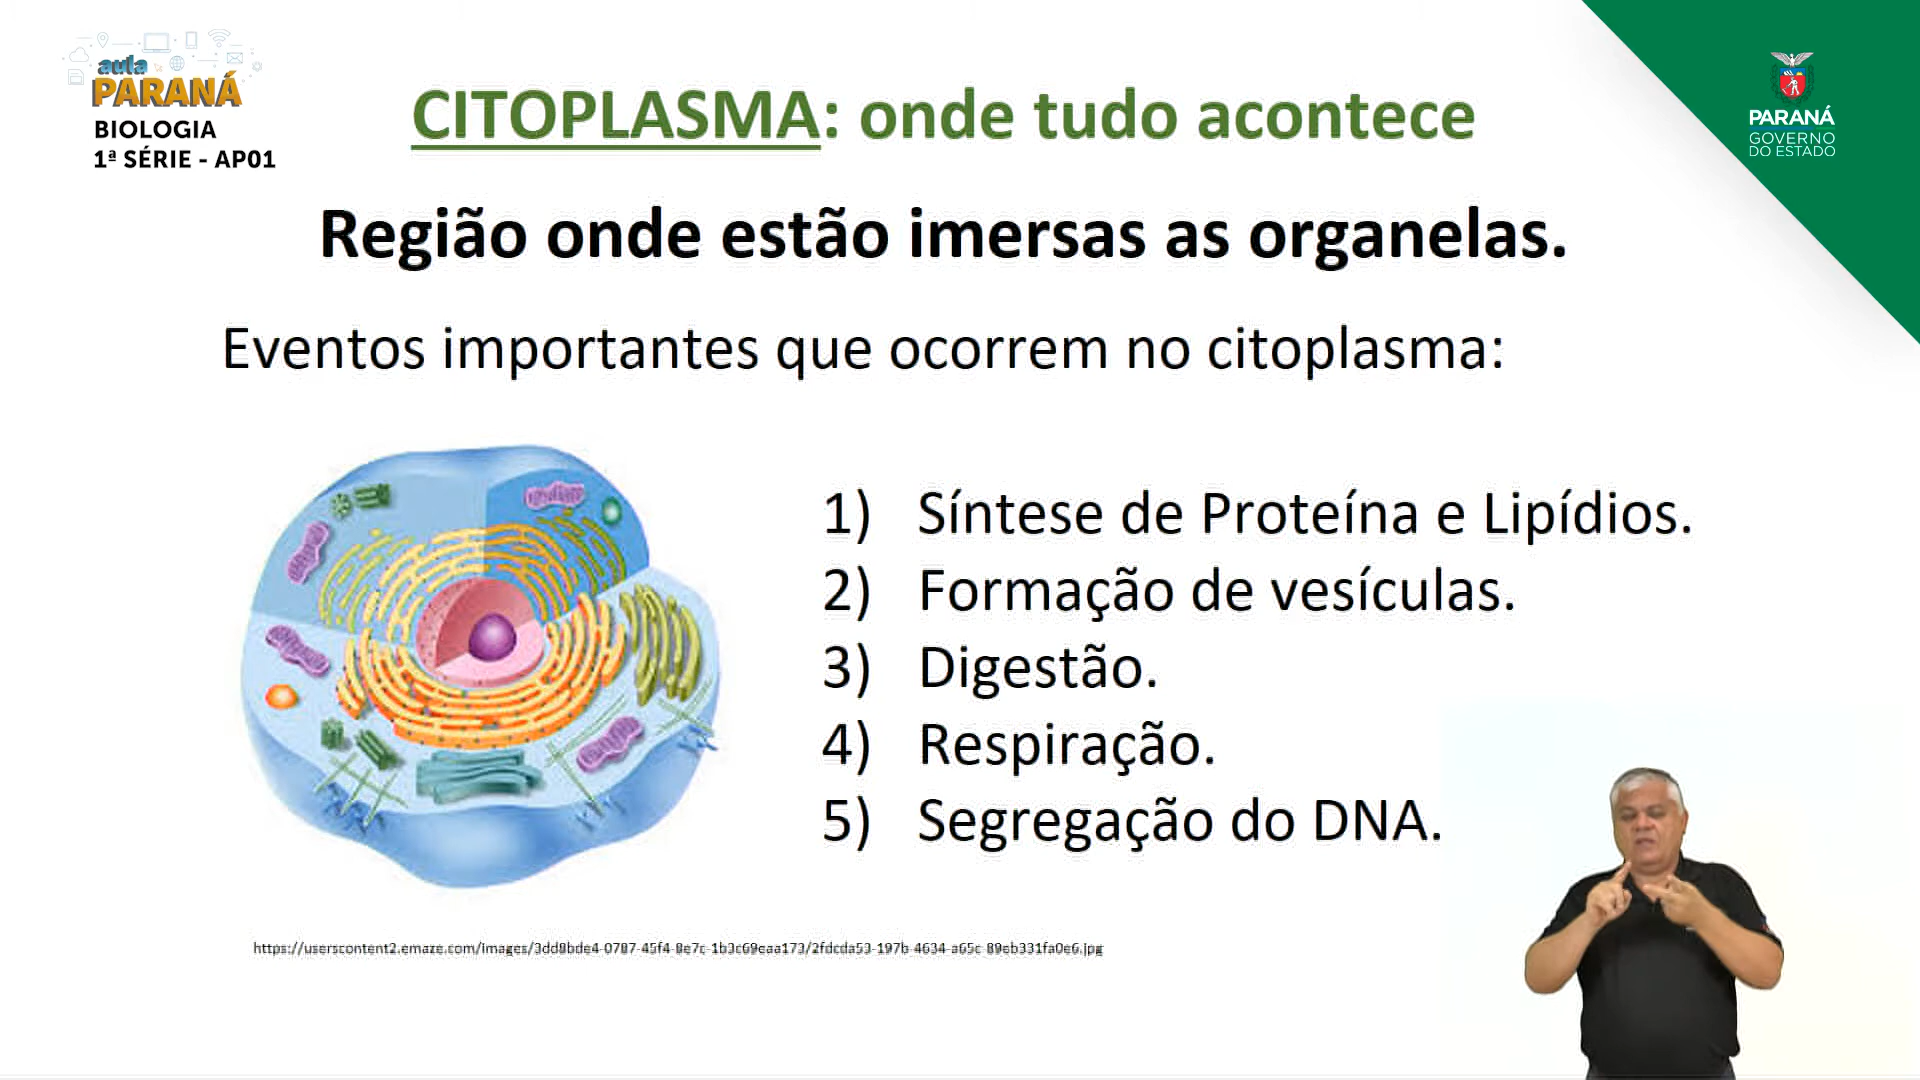 aula
PARANÁ
BIOLOGIA
1ª SÉRIE - AP01
CITOPLASMA: onde tudo acontece
PARANÁ
GOVERNO
DO ESTADO
Região onde estão imersas as organelas.
Eventos importantes que ocorrem no citoplasma:
1) Síntese de Proteína e Lipídios.
2) Formação de vesículas.
3) Digestão.
4) Respiração.
5) Segregação do DNA.
https://userscontent2.emaze.com/images/3dd8bde4-0787-45f4-8e7c-1b3c69eaa173/2fdcda53-197b-4634-a65c-89eb331fa0e6.jpg